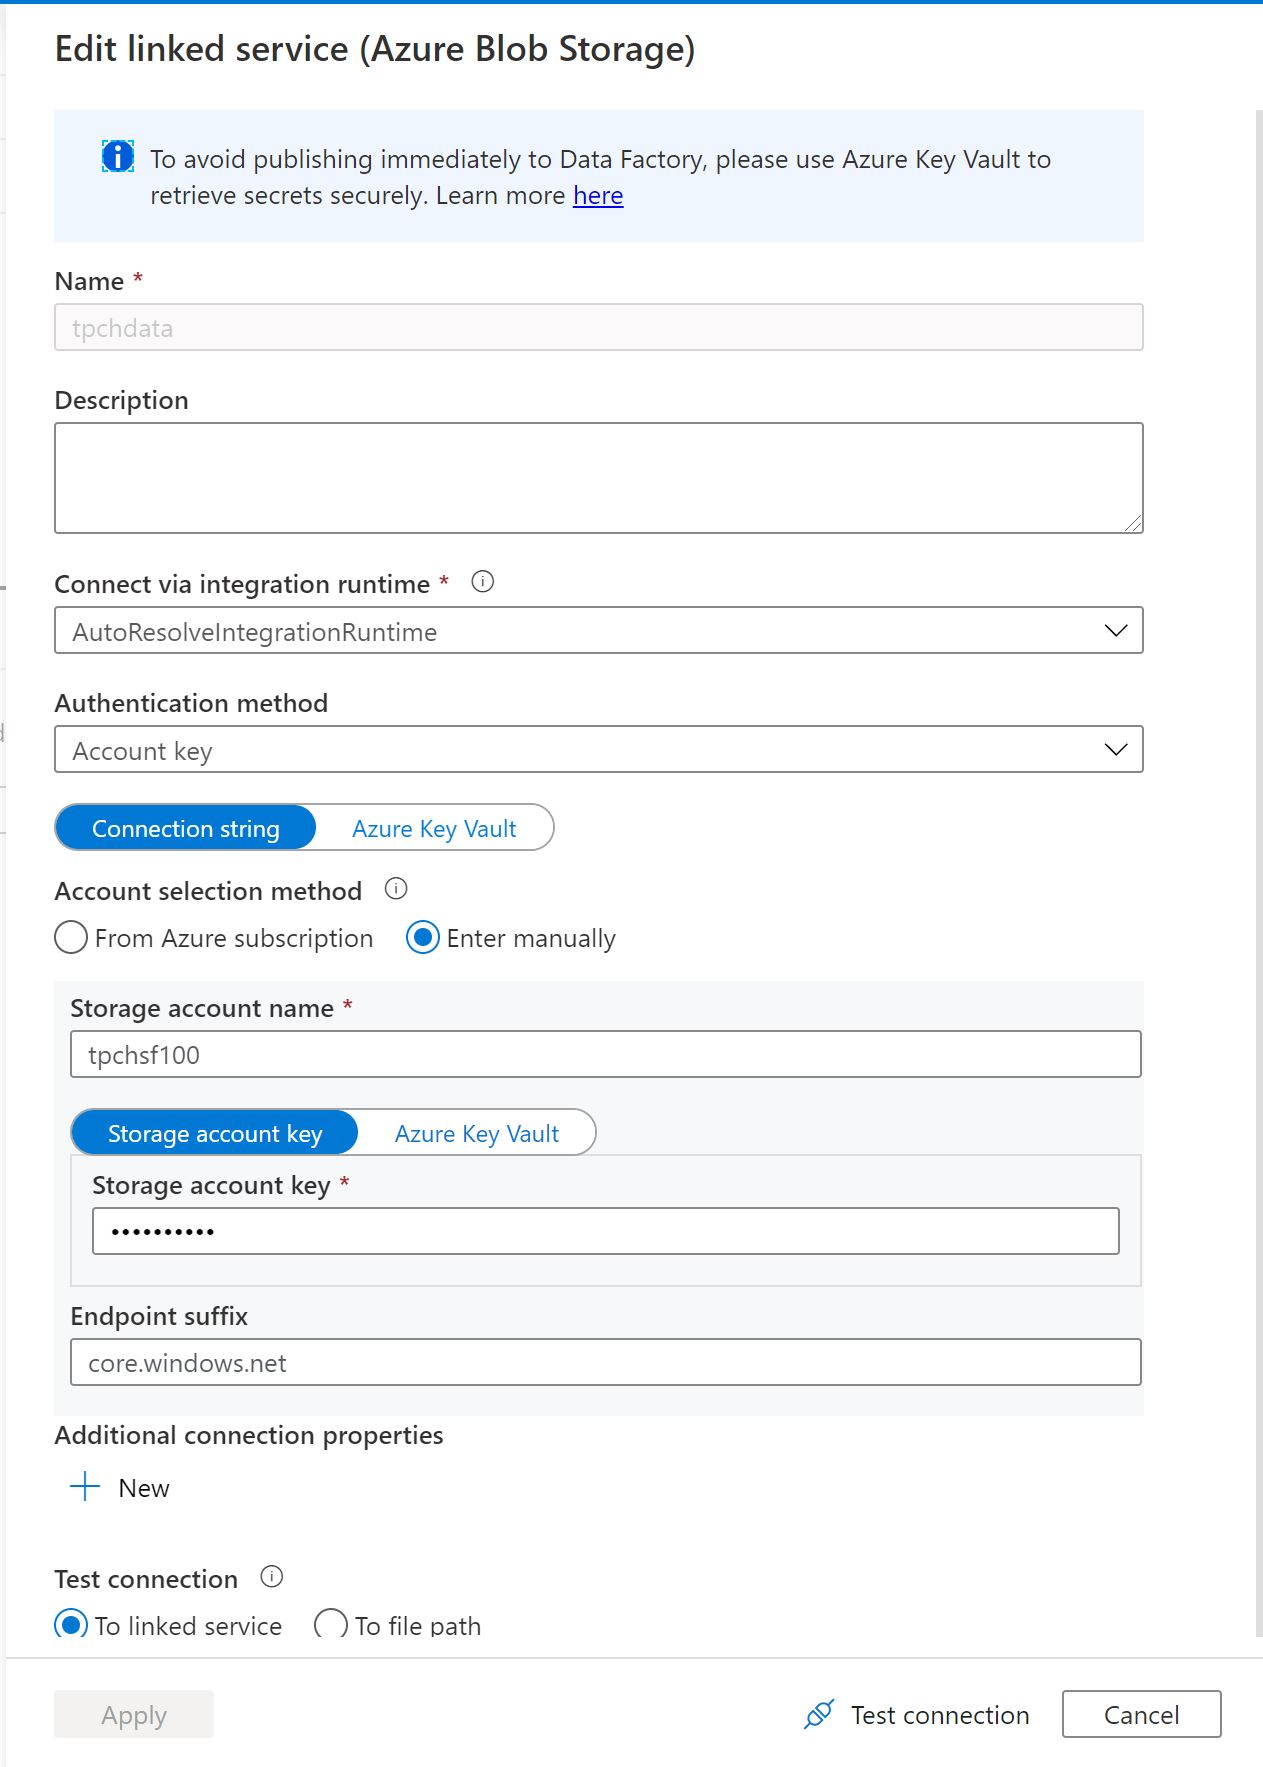 Edit linked service (Azure Blob Storage)
To avoid publishing immediately to Data Factory, please use Azure Key Vault to
retrieve secrets securely. Learn more here
Name *
tpchdata
Description
Connect via integration runtime *
AutoResolveIntegrationRuntime
Authentication method
Account key
Connection string Azure Key Vault
Account selection method
From Azure subscription Enter manually
Storage account name *
tpchsf100
Storage account key Azure Key Vault
Storage account key *
••••••••••
Endpoint suffix
core.windows.net
Additional connection properties
New
Test connection
To linked service To file path
Apply Test connection Cancel